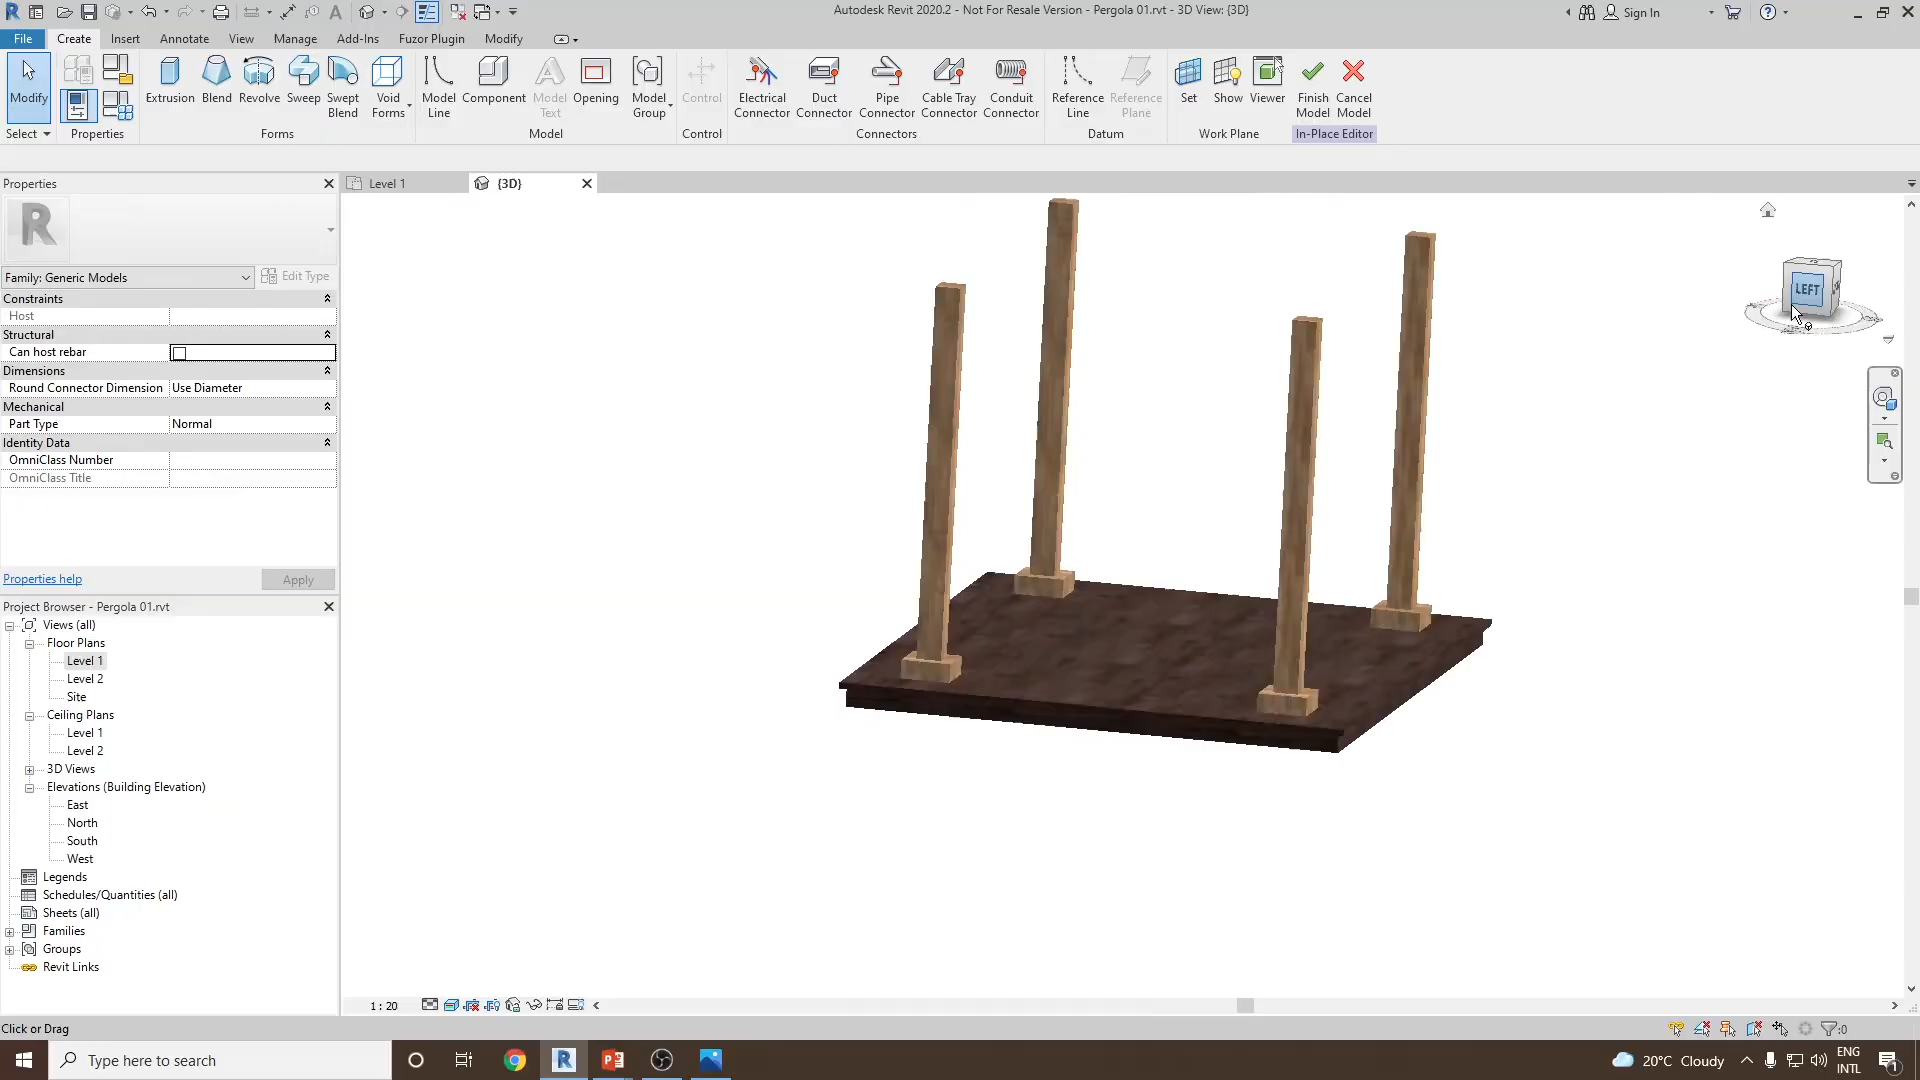 Autodesk Revit 2020.2 - Not For Resale Version - Pergola 01.rvt - 3D View: {3D}
Sign In
File
Create
Insert
Annotate
View
Manage
Add-Ins
Fuzor Plugin
Modify
Modify
Extrusion
Blend
Revolve
Sweep
Swept
Blend
Void
Forms
Model
Line
Component
Model
Text
Opening
Model
Group
Control
Electrical
Connector
Duct
Connector
Pipe
Connector
Cable Tray
Connector
Conduit
Connector
Reference
Line
Reference
Plane
Set
Show
Viewer
Finish
Model
Cancel
Model
Select
Properties
Forms
Model
Control
Connectors
Datum
Work Plane
In-Place Editor
Properties
Level 1
{3D}
Family: Generic Models
Edit Type
Constraints
Host
Structural
Can host rebar
Dimensions
Round Connector Dimension
Use Diameter
Mechanical
Part Type
Normal
Identity Data
OmniClass Number
OmniClass Title
Properties help
Apply
LEFT
Project Browser - Pergola 01.rvt
Views (all)
Floor Plans
Level 1
Level 2
Site
Ceiling Plans
Level 1
Level 2
3D Views
Elevations (Building Elevation)
East
North
South
West
Legends
Schedules/Quantities (all)
Sheets (all)
Families
Groups
Revit Links
1 : 20
Click or Drag
:0
Type here to search
20°C Cloudy
ENG
INTL
1